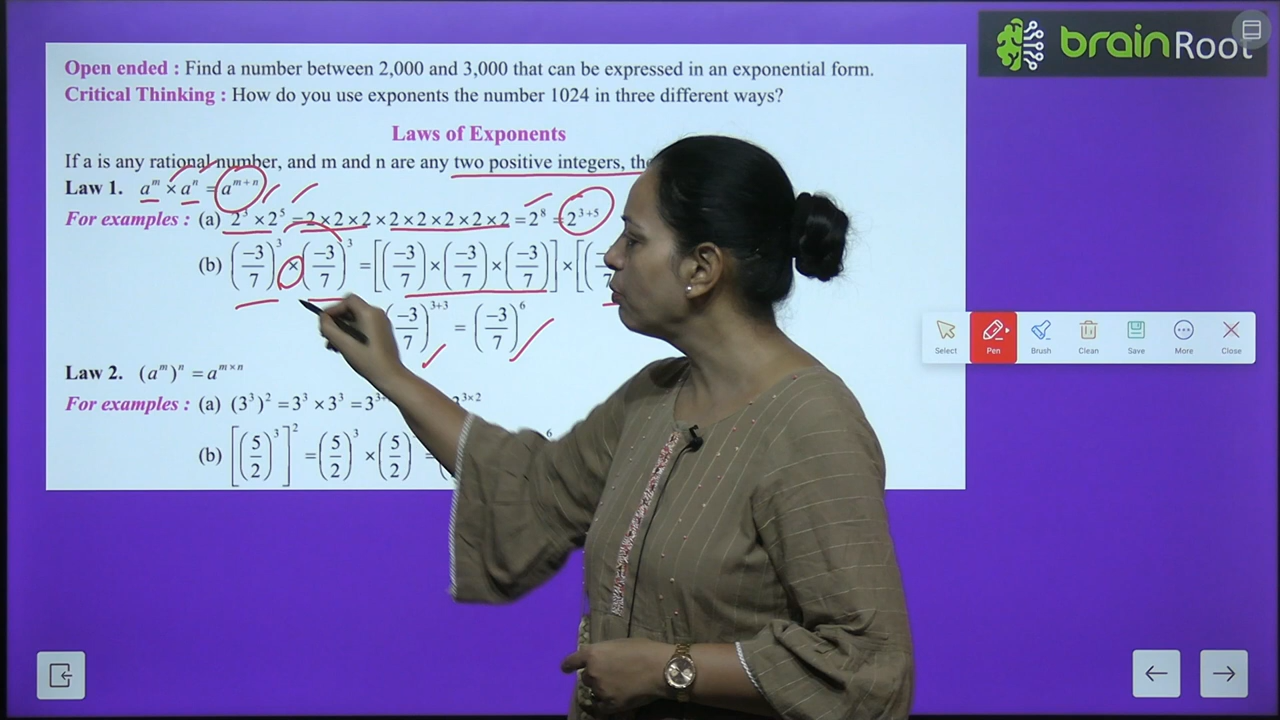 brainRoot
Open ended : Find a number between 2,000 and 3,000 that can be expressed in an exponential form.
Critical Thinking : How do you use exponents the number 1024 in three different ways?
Laws of Exponents
If a is any rational number, and m and n are any two positive integers,
Law 1. a^m × a^n = a^{m+n}
For examples : (a) 2^3 × 2^5 = 2 × 2 × 2 × 2 × 2 × 2 × 2 × 2 = 2^8 = 2^{3+5}
(b) (−3/7)^3 × (−3/7)^3 = [(−3/7) × (−3/7) × (−3/7)] × [(
(−3/7)^{3+3} = (−3/7)^6
Law 2. (a^m)^n = a^{m×n}
For examples : (a) (3^3)^2 = 3^3 × 3^3 = 3^{3+ 3^{3×2}
(b) [(5/2)^3]^2 = (5/2)^3 × (5/2) =
Select Pen Brush Clean Save More Close